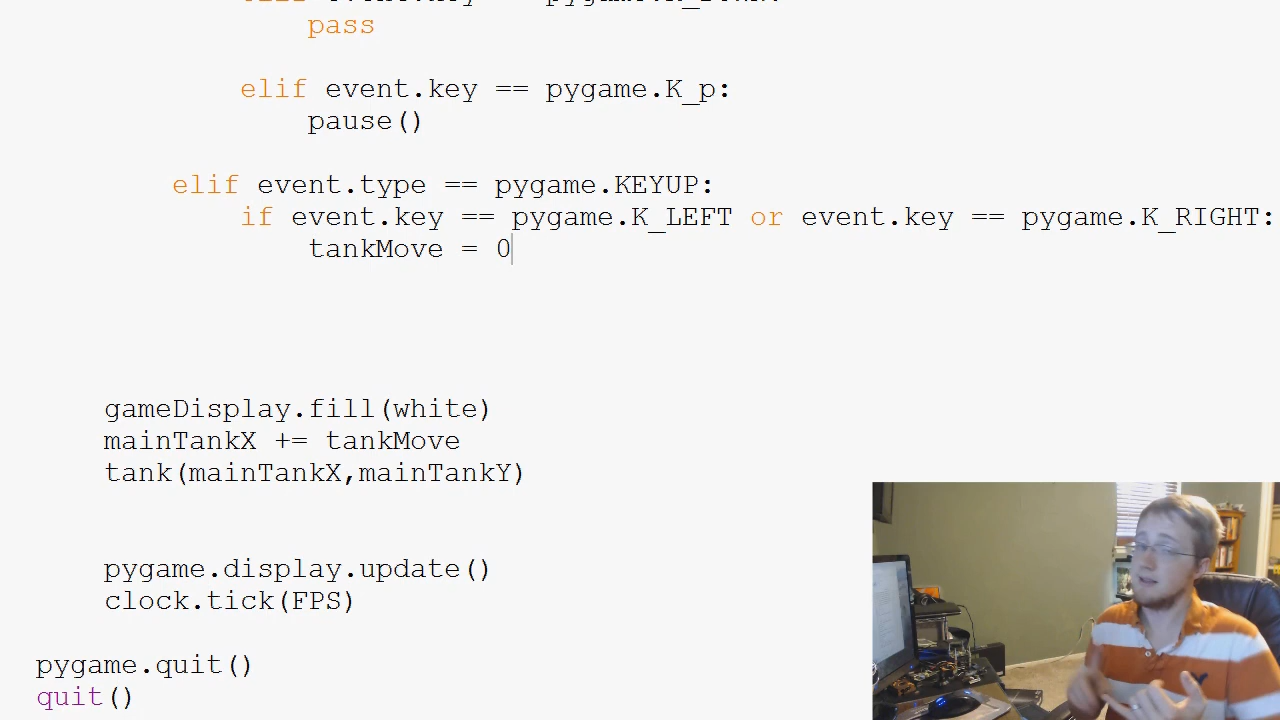 pass
elif event.key == pygame.K_p:
pause()
elif event.type == pygame.KEYUP:
if event.key == pygame.K_LEFT or event.key == pygame.K_RIGHT:
tankMove = 0
gameDisplay.fill(white)
mainTankX += tankMove
tank(mainTankX,mainTankY)
pygame.display.update()
clock.tick(FPS)
pygame.quit()
quit()